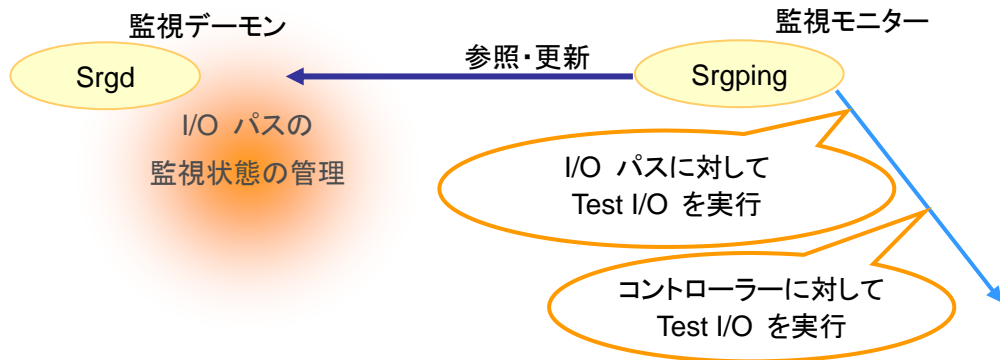 監視デーモン
監視モニター
Srgd
参照・更新
Srgping
I/O パスの
監視状態の管理
I/O パスに対して
Test I/O を実行
コントローラーに対して
Test I/O を実行